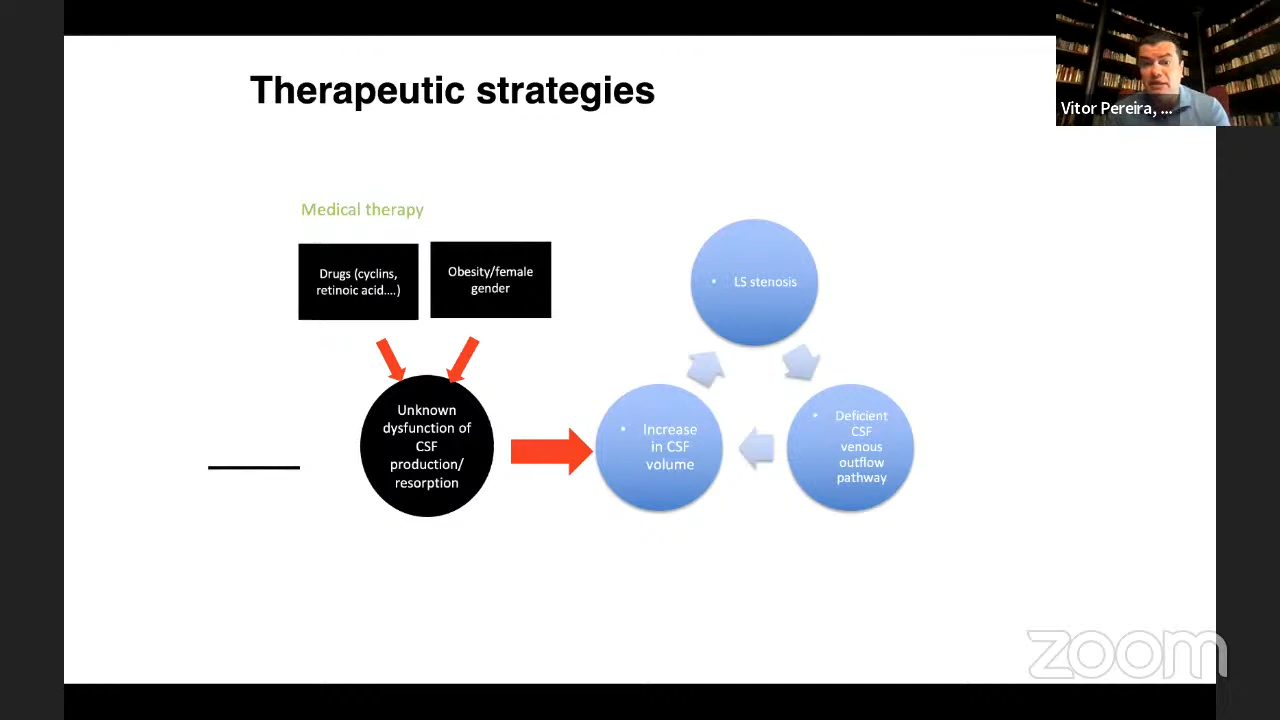 Therapeutic strategies
Vitor Pereira, ...
Medical therapy
Drugs (cyclins,
retinoic acid....)
Obesity/female
gender
• LS stenosis
Unknown
dysfunction of
CSF
production/
resorption
• Increase
in CSF
volume
• Deficient
CSF
venous
outflow
pathway
zoom